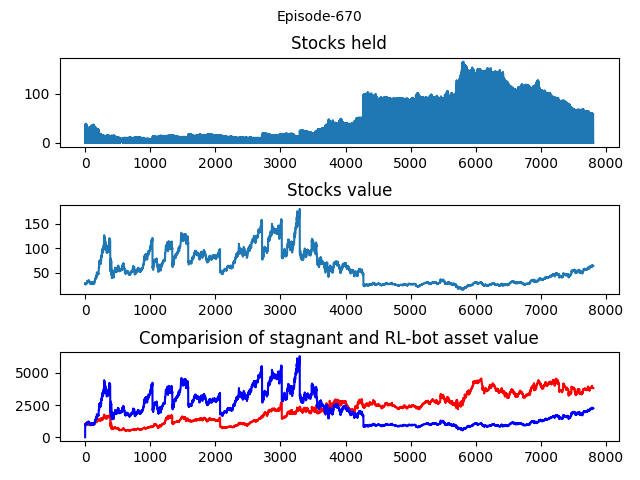 Episode-670
Stocks held
100
0
0 1000 2000 3000 4000 5000 6000 7000 8000
Stocks value
150
100
50
0 1000 2000 3000 4000 5000 6000 7000 8000
Comparision of stagnant and RL-bot asset value
5000
2500
0
0 1000 2000 3000 4000 5000 6000 7000 8000